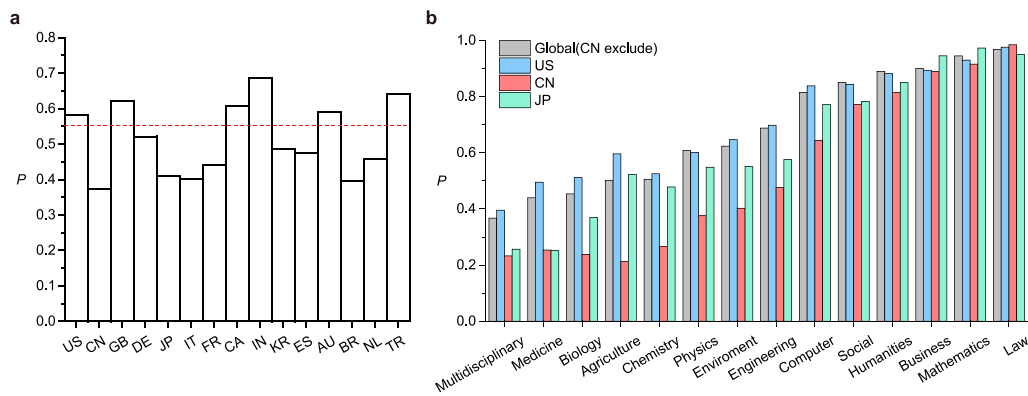 a
0.8
0.7
0.6
0.5
P
0.4
0.3
0.2
0.1
0.0
US CN GB DE JP IT FR CA IN KR ES AU BR NL TR
b
Global(CN exclude)
US
CN
JP
1.0
0.8
0.6
P
0.4
0.2
0.0
Multidisciplinary
Medicine
Biology
Agriculture
Chemistry
Physics
Enviroment
Engineering
Computer
Social
Humanities
Business
Mathematics
Law